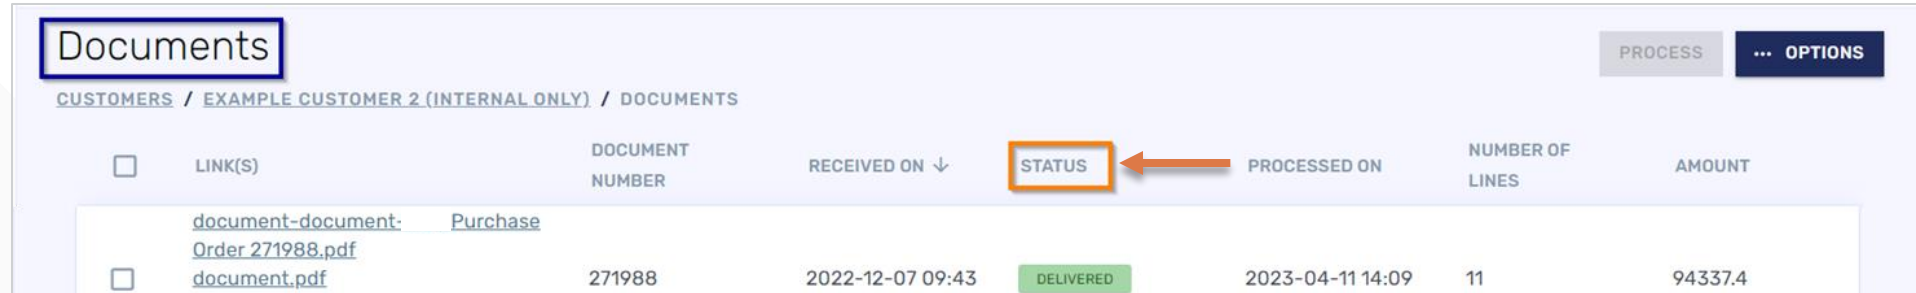 Documents
PROCESS
... OPTIONS
CUSTOMERS / EXAMPLE CUSTOMER 2 (INTERNAL ONLY) / DOCUMENTS
LINK(S)
DOCUMENT
NUMBER
RECEIVED ON ↓
STATUS
PROCESSED ON
NUMBER OF
LINES
AMOUNT
document-document- Purchase
Order 271988.pdf
document.pdf
271988
2022-12-07 09:43
DELIVERED
2023-04-11 14:09
11
94337.4